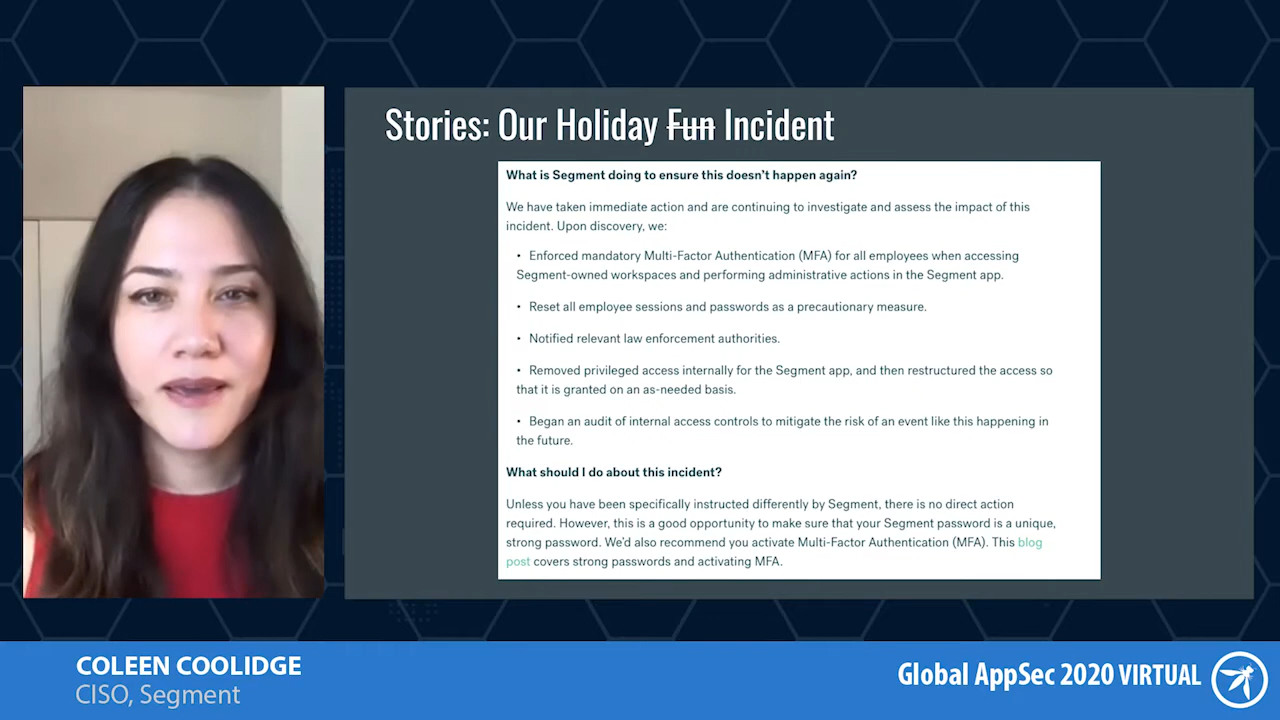 Stories: Our Holiday Fun Incident
What is Segment doing to ensure this doesn't happen again?
We have taken immediate action and are continuing to investigate and assess the impact of this
incident. Upon discovery, we:
• Enforced mandatory Multi-Factor Authentication (MFA) for all employees when accessing
Segment-owned workspaces and performing administrative actions in the Segment app.
• Reset all employee sessions and passwords as a precautionary measure.
• Notified relevant law enforcement authorities.
• Removed privileged access internally for the Segment app, and then restructured the access so
that it is granted on an as-needed basis.
• Began an audit of internal access controls to mitigate the risk of an event like this happening in
the future.
What should I do about this incident?
Unless you have been specifically instructed differently by Segment, there is no direct action
required. However, this is a good opportunity to make sure that your Segment password is a unique,
strong password. We'd also recommend you activate Multi-Factor Authentication (MFA). This blog
post covers strong passwords and activating MFA.
COLEEN COOLIDGE
CISO, Segment
Global AppSec 2020 VIRTUAL